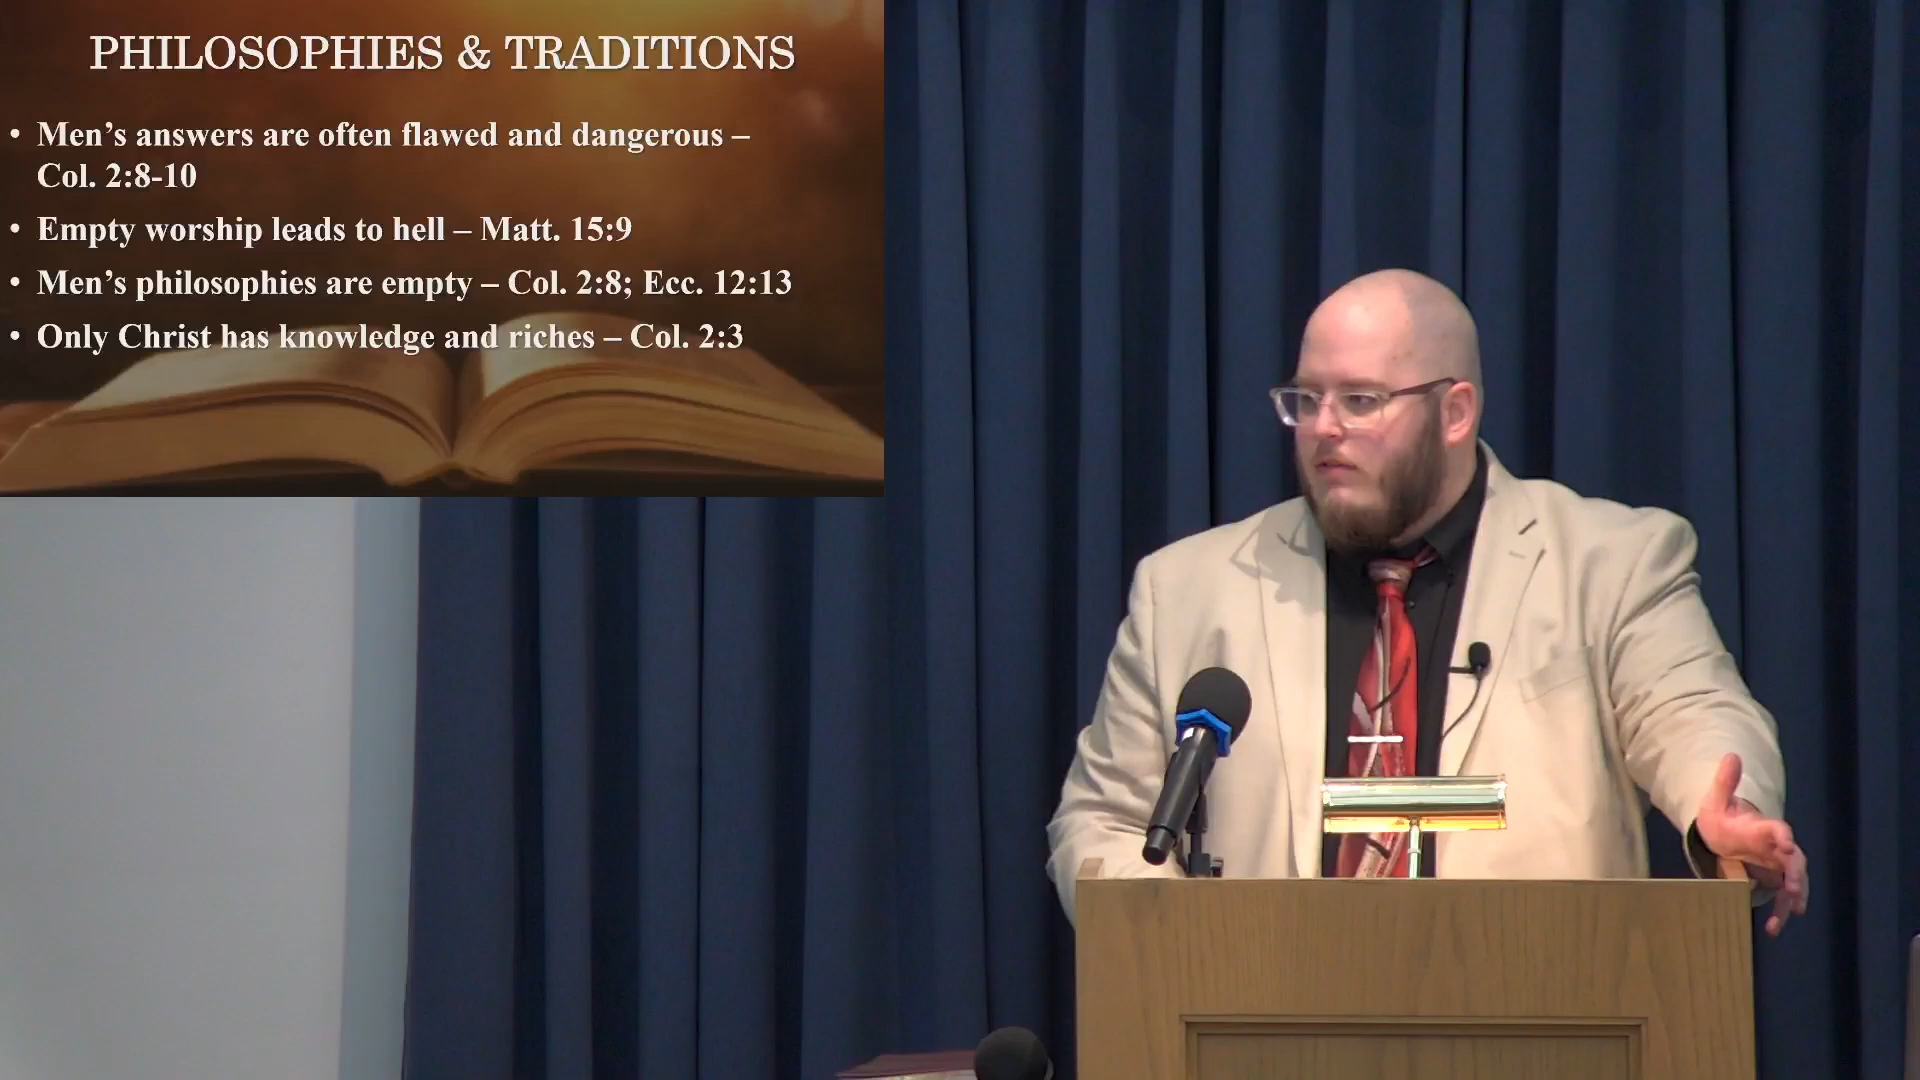 PHILOSOPHIES & TRADITIONS
• Men’s answers are often flawed and dangerous –
Col. 2:8-10
• Empty worship leads to hell – Matt. 15:9
• Men’s philosophies are empty – Col. 2:8; Ecc. 12:13
• Only Christ has knowledge and riches – Col. 2:3